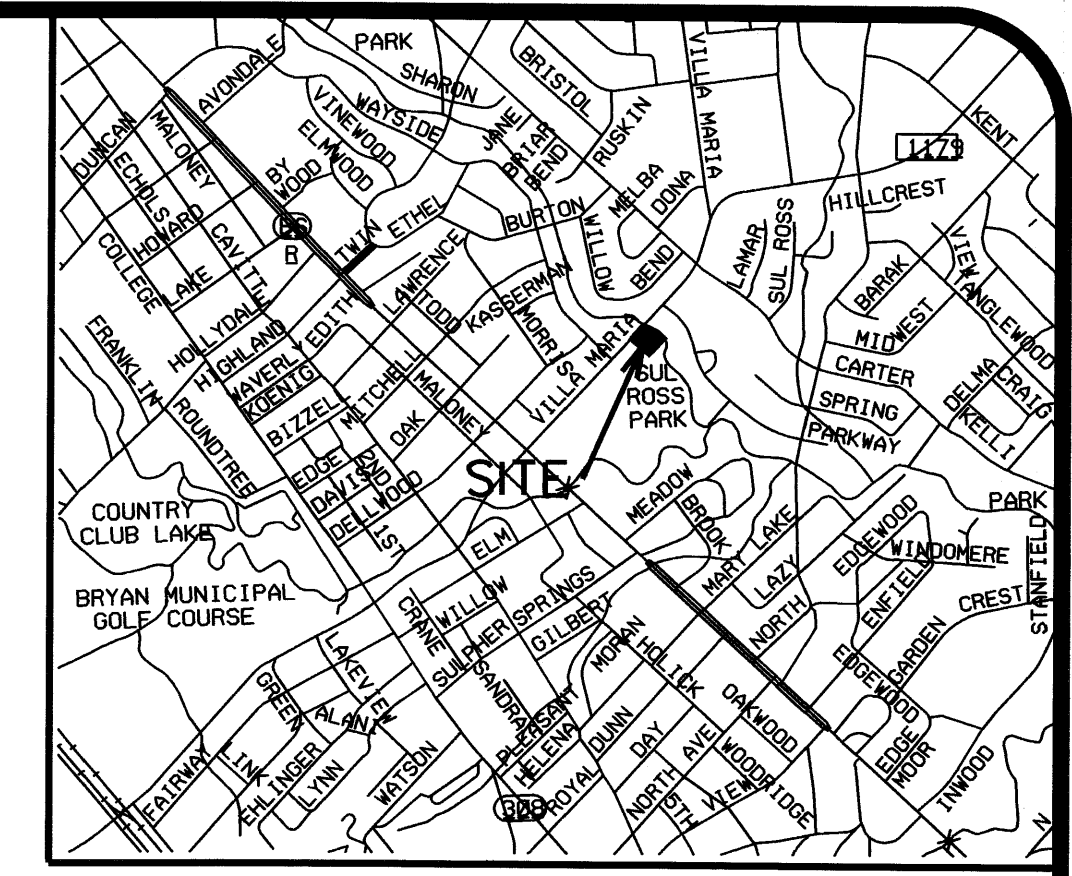 PARK
SHARON
BRISTOL
VILLA MARIA
AVONDALE
VINEWOOD
WAYSIDE
ELMWOOD
JANE
BRIAR
BEND
RUSKIN
KENT
1179
DUNCAN
MALONEY
ECHOLS
BY
WOOD
MELBA
DONA
HILLCREST
HOWARD
CAVITTE
TWIN
ETHEL
BURTON
WILLOW
BEND
LAMAR
SUL ROSS
COLLEGE
LAKE
R
LAWRENCE
TODD
KASSERMAN
MORRIS
BARAK
VIEW
TANGLEWOOD
HOLLYDALE
EDITH
HIGHLAND
FRANKLIN
WAVERL
KOENIG
MITCHELL
MALONEY
VILLA MARIA
SUL
ROSS
PARK
MIDWEST
CARTER
DELMA
CRAIG
KELLI
SPRING
PARKWAY
ROUNDTREE
BIZZEL
OAK
EDGE
DAVIS
2ND
DELLWOOD
1ST
SITE
MEADOW
BROOK
MARY LAKE
LAZY
EDGEWOOD
PARK
WINDOMERE
STANFIELD
COUNTRY
CLUB LAKE
BRYAN MUNICIPAL
GOLF COURSE
ELM
WILLOW
CRANE
SULPHER SPRINGS
GILBERT
MORAN
HOLICK
NORTH
ENFIELD
CREST
GARDEN
EDGEWOOD
LAKEVIEW
GREEN
ALANI
SANDRA
PLEASANT
HELENA
DUNN
DAY
OAKWOOD
EDGE
MOOR
INWOOD
FAIRWAY
LINK
EHLINGER
LYNN
WATSON
308
ROYAL
NORTH AVE
5TH
VIEW
WOODRIDGE
N